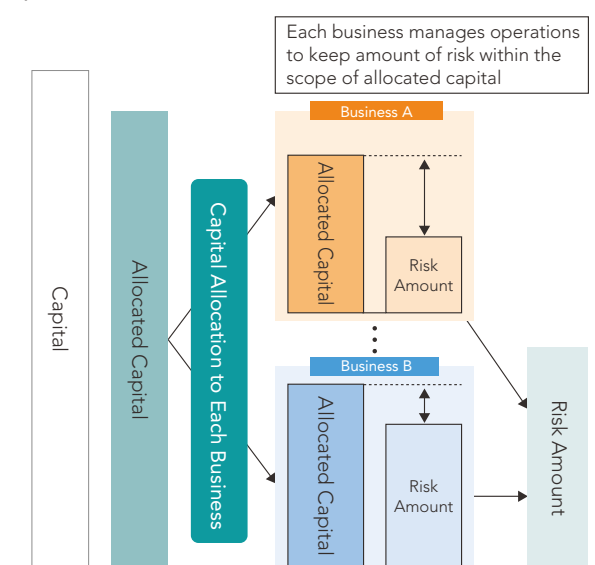 Each business manages operations
to keep amount of risk within the
scope of allocated capital
Capital
Allocated Capital
Capital Allocation to Each Business
Business A
Allocated Capital
Risk
Amount
Business B
Allocated Capital
Risk
Amount
Risk Amount